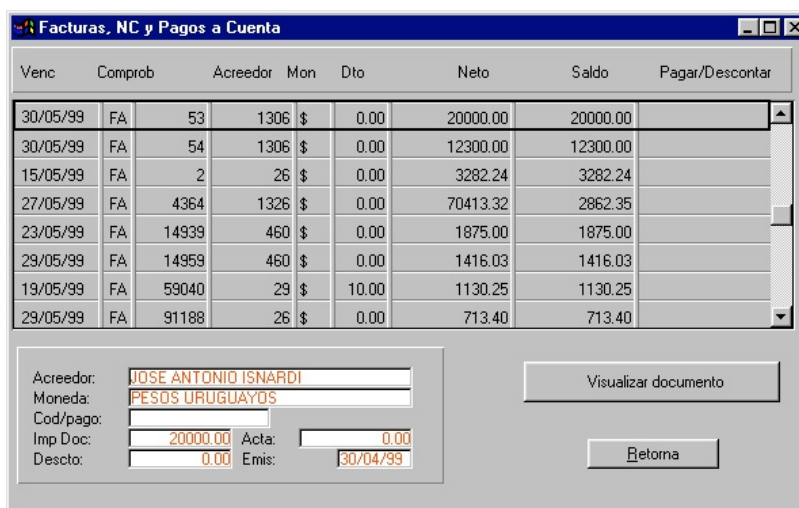 Facturas, NC y Pagos a Cuenta
Venc Comprob Acreedor Mon Dto Neto Saldo Pagar/Descontar
30/05/99 FA 53 1306 $ 0.00 20000.00 20000.00
30/05/99 FA 54 1306 $ 0.00 12300.00 12300.00
15/05/99 FA 2 26 $ 0.00 3282.24 3282.24
27/05/99 FA 4364 1326 $ 0.00 70413.32 2862.35
23/05/99 FA 14939 460 $ 0.00 1875.00 1875.00
29/05/99 FA 14959 460 $ 0.00 1416.03 1416.03
19/05/99 FA 59040 29 $ 10.00 1130.25 1130.25
29/05/99 FA 91188 26 $ 0.00 713.40 713.40
Acreedor: JOSE ANTONIO ISNARDI
Moneda: PESOS URUGUAYOS
Cod/pago:
Imp Doc: 20000.00 Acta: 0.00
Descto: 0.00 Emis: 30/04/99
Visualizar documento
Retorna